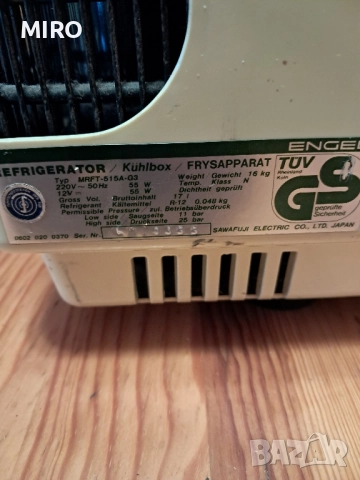 MIRO
ENGEL
REFRIGERATOR / Kühlbox / FRYSAPPARAT
Typ MRFT-515A-G3 Weight Gewicht 16 kg
220V~50Hz 55 W Temp. Klass N
12V⎓ 55 W Dichtheit geprüft
Gross Vol. Bruttoinhalt 17 l
Refrigerant Kältemittel R-12 0.048 kg
Permissible Pressure zul. Betriebsüberdruck
Low side Saugseite 11 bar
High side Druckseite 25 bar
0602 020 0370 Ser. Nr.
SAWAFUJI ELECTRIC CO., LTD. JAPAN
TÜV
Rheinland
Köln
GS
geprüfte
Sicherheit
BAZAR
bg